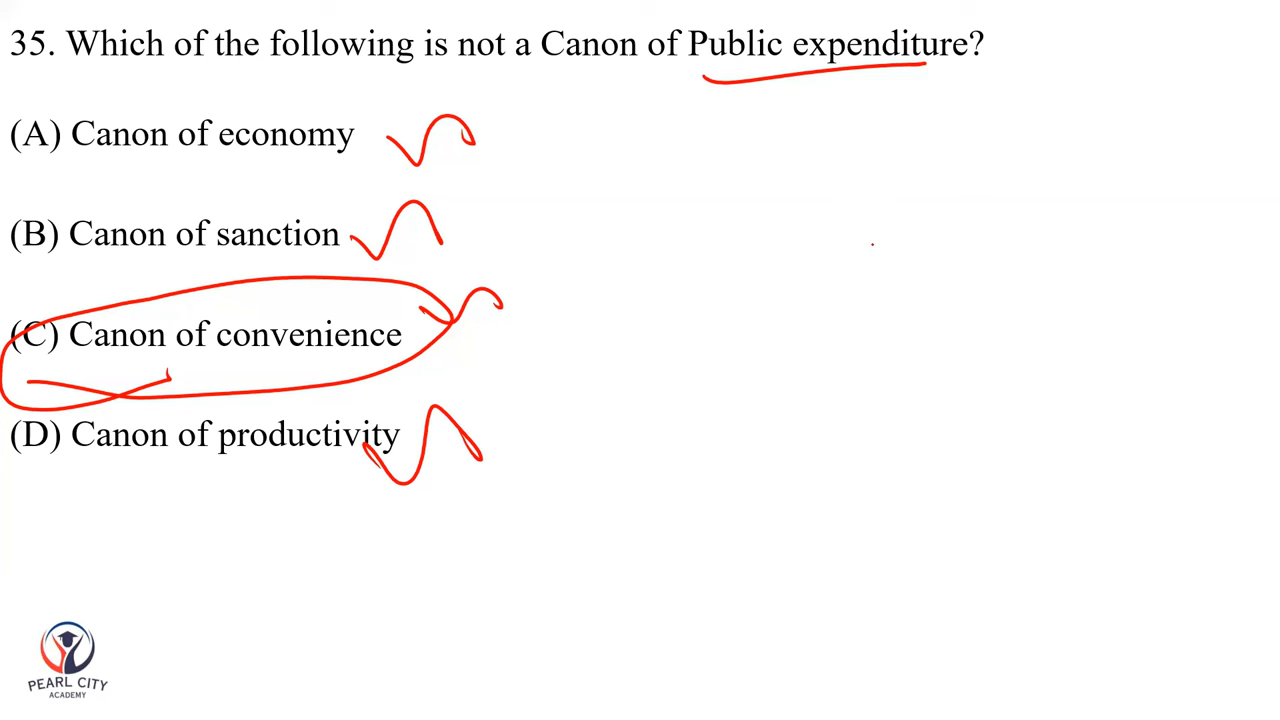 35. Which of the following is not a Canon of Public expenditure?
(A) Canon of economy
(B) Canon of sanction
(C) Canon of convenience
(D) Canon of productivity
PEARL CITY
ACADEMY